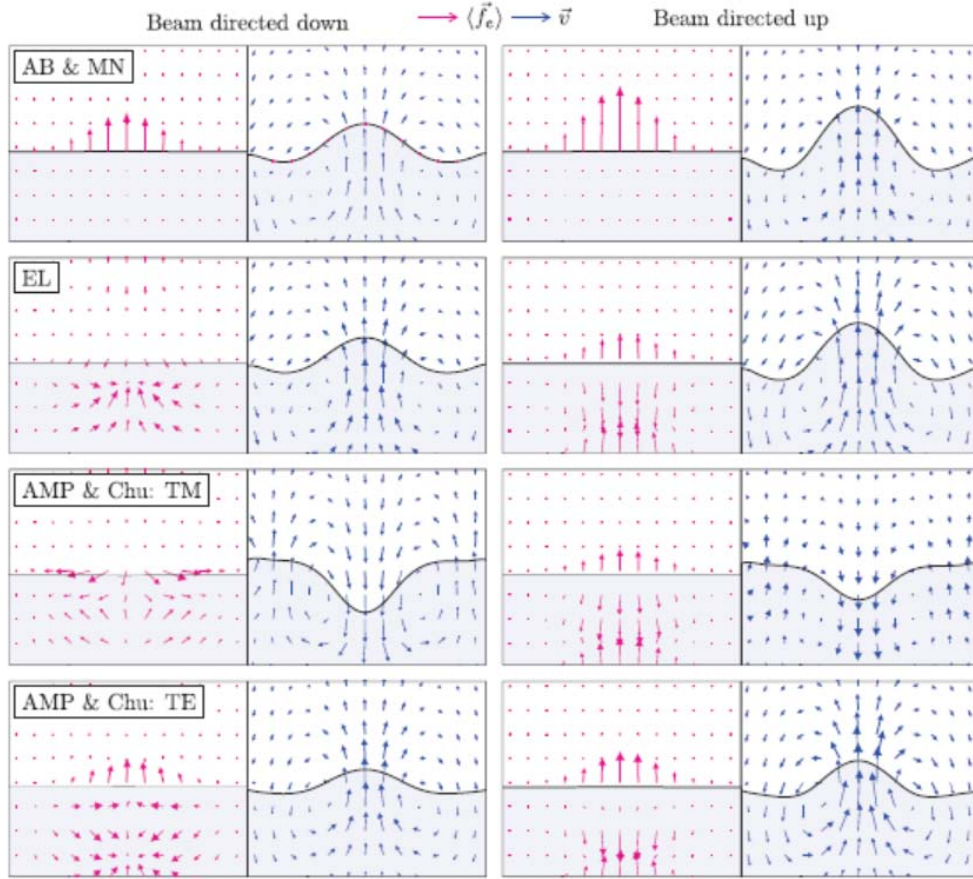 Beam directed down ⟨f⃗ₑ⟩ v⃗ Beam directed up
AB & MN
EL
AMP & Chu: TM
AMP & Chu: TE